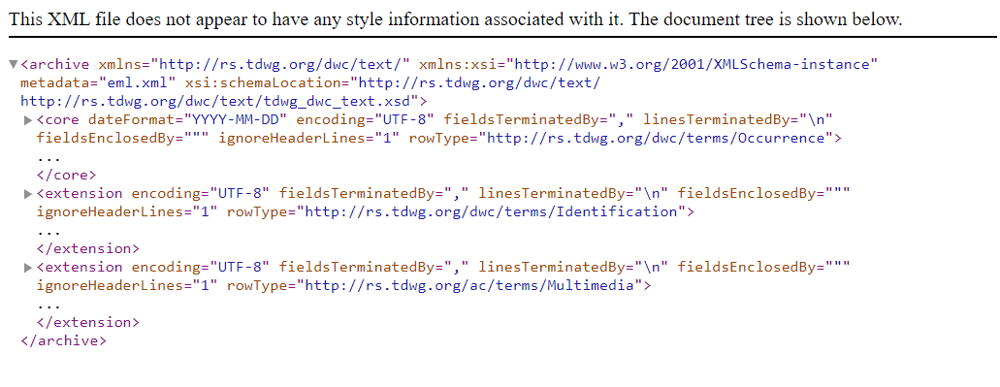 This XML file does not appear to have any style information associated with it. The document tree is shown below.
<archive xmlns="http://rs.tdwg.org/dwc/text/" xmlns:xsi="http://www.w3.org/2001/XMLSchema-instance"
metadata="eml.xml" xsi:schemaLocation="http://rs.tdwg.org/dwc/text/
http://rs.tdwg.org/dwc/text/tdwg_dwc_text.xsd">
<core dateFormat="YYYY-MM-DD" encoding="UTF-8" fieldsTerminatedBy="," linesTerminatedBy="\n"
fieldsEnclosedBy=""" ignoreHeaderLines="1" rowType="http://rs.tdwg.org/dwc/terms/Occurrence">
...
</core>
<extension encoding="UTF-8" fieldsTerminatedBy="," linesTerminatedBy="\n" fieldsEnclosedBy="""
ignoreHeaderLines="1" rowType="http://rs.tdwg.org/dwc/terms/Identification">
...
</extension>
<extension encoding="UTF-8" fieldsTerminatedBy="," linesTerminatedBy="\n" fieldsEnclosedBy="""
ignoreHeaderLines="1" rowType="http://rs.tdwg.org/ac/terms/Multimedia">
...
</extension>
</archive>